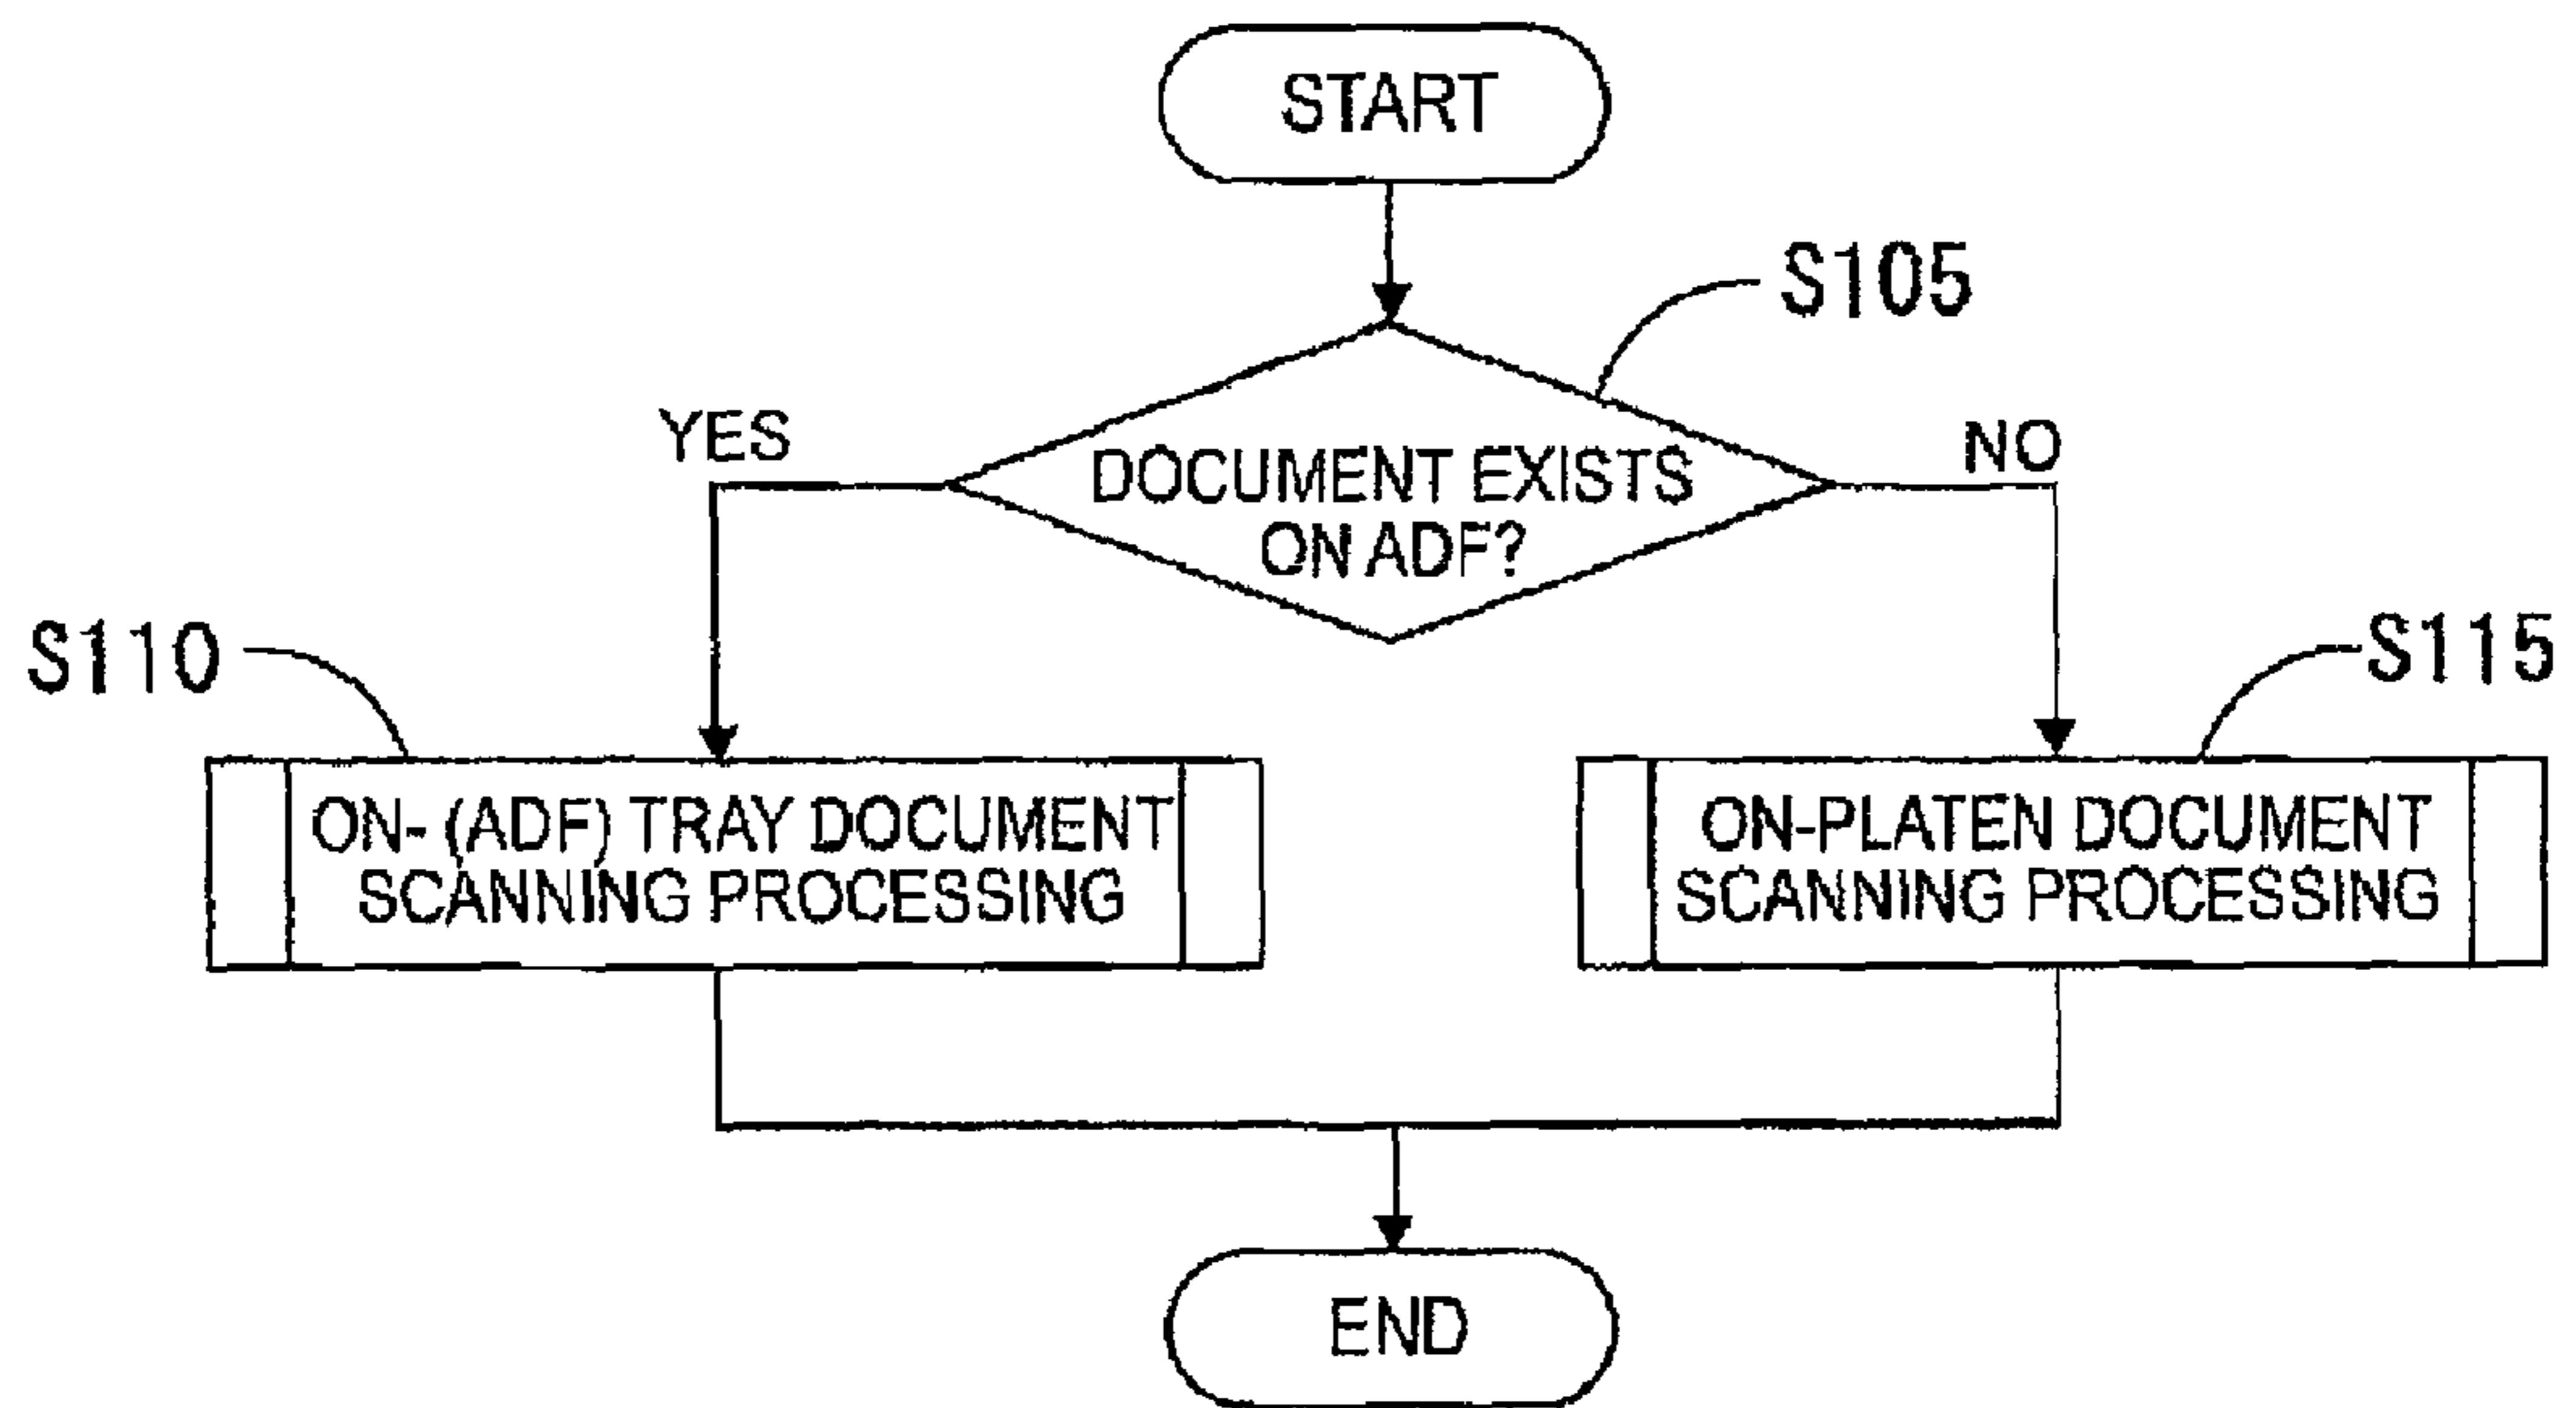 START
S105
YES
NO
DOCUMENT EXISTS
ON ADF?
S110
S115
ON- (ADF) TRAY DOCUMENT
SCANNING PROCESSING
ON-PLATEN DOCUMENT
SCANNING PROCESSING
END